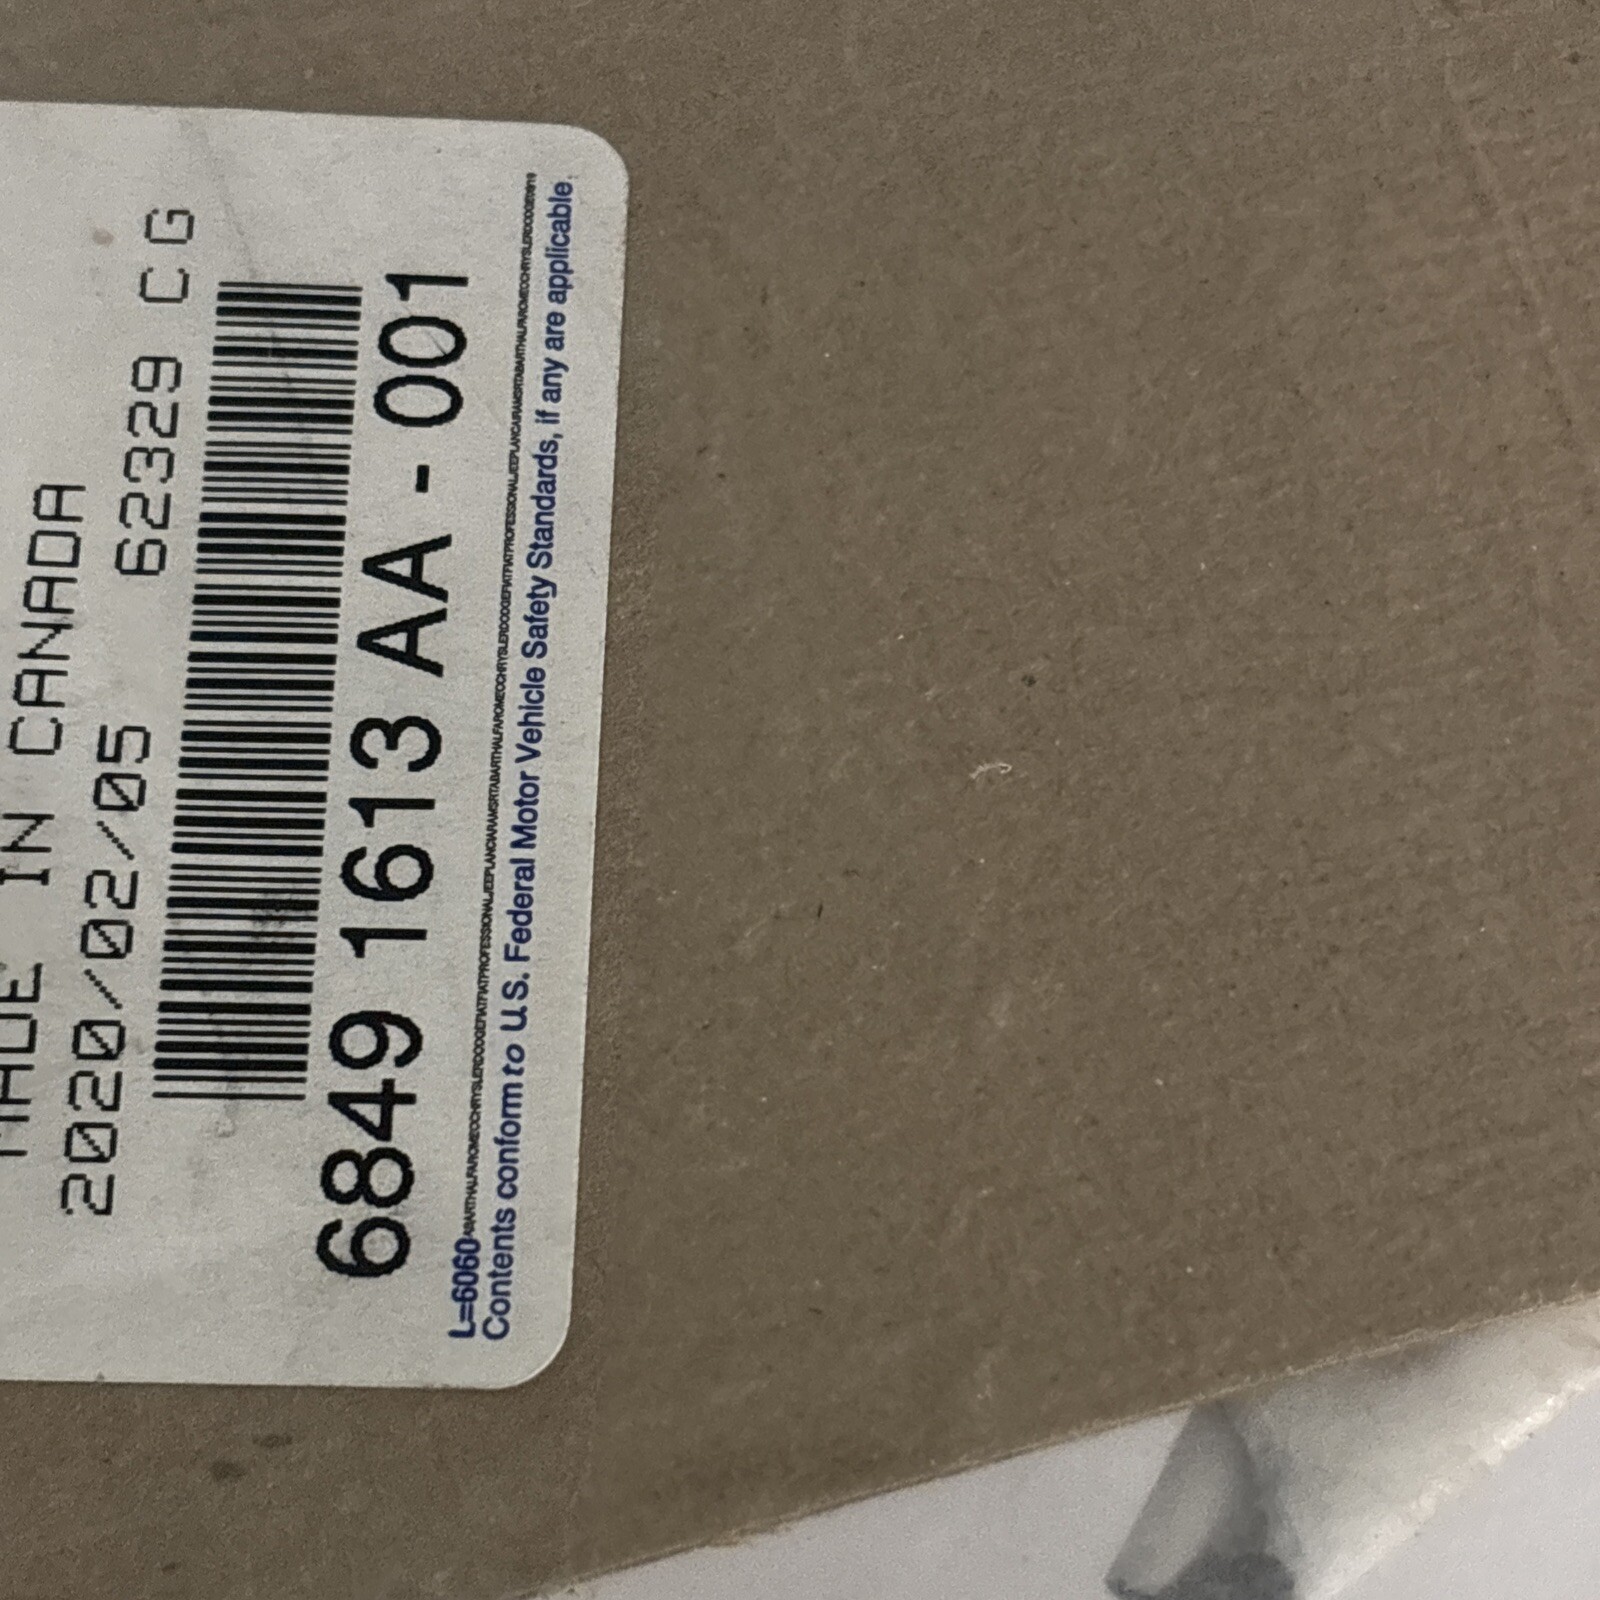 MADE IN CANADA
2020/02/05 62329 CG
6849 1613 AA - 001
L=6060
Contents conform to U.S. Federal Motor Vehicle Safety Standards, if any are applicable.